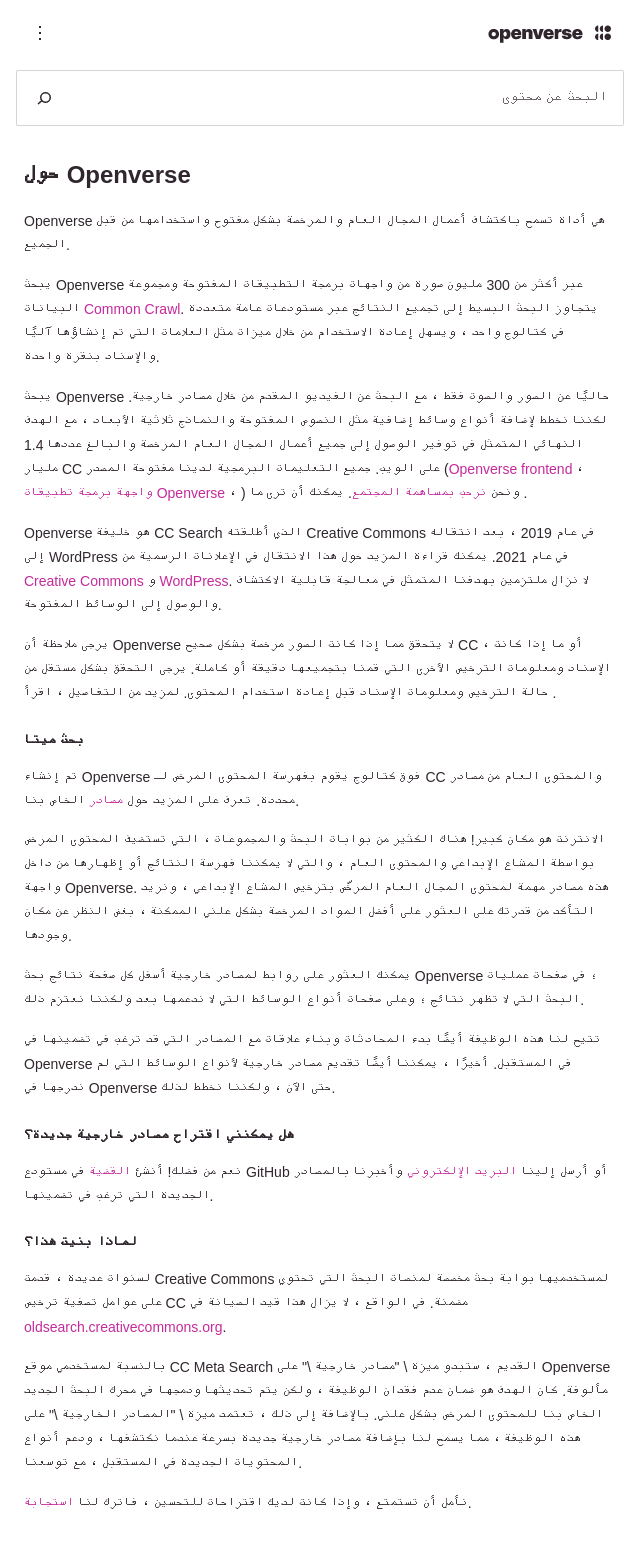 openverse
البحث عن محتوى
حول Openverse
Openverse هي أداة تسمح باكتشاف أعمال المجال العام والمرخصة بشكل مفتوح واستخدامها من قبل
الجميع.
يبحث Openverse عبر أكثر من 300 مليون صورة من واجهات برمجة التطبيقات المفتوحة ومجموعة
البيانات Common Crawl. يتجاوز البحث البسيط إلى تجميع النتائج عبر مستودعات عامة متعددة
في كتالوج واحد ، ويسهل إعادة الاستخدام من خلال ميزات مثل العلامات التي تم إنشاؤها آليًا
والإسناد بنقرة واحدة.
يبحث Openverse حاليًا عن الصور والصوت فقط ، مع البحث عن الفيديو المقدم من خلال مصادر خارجية.
لكننا نخطط لإضافة أنواع وسائط إضافية مثل النصوص المفتوحة والنماذج ثلاثية الأبعاد ، مع الهدف
النهائي المتمثل في توفير الوصول إلى جميع أعمال المجال العام المرخصة والبالغ عددها 1.4
مليار CC على الويب. جميع التعليمات البرمجية لدينا مفتوحة المصدر (Openverse frontend ،
واجهة برمجة تطبيقات Openverse ، ) ونحن نرحب بمساهمة المجتمع. يمكنك أن ترى ما .
Openverse هو خليفة CC Search الذي أطلقته Creative Commons في عام 2019 ، بعد انتقاله
إلى WordPress في عام 2021. يمكنك قراءة المزيد حول هذا الانتقال في الإعلانات الرسمية من
Creative Commons و WordPress. لا نزال ملتزمين بهدفنا المتمثل في معالجة قابلية الاكتشاف
والوصول إلى الوسائط المفتوحة.
يرجى ملاحظة أن Openverse لا يتحقق مما إذا كانت الصور مرخصة بشكل صحيح CC ، أو ما إذا كانت
الإسناد ومعلومات الترخيص الأخرى التي قمنا بتجميعها دقيقة أو كاملة. يرجى التحقق بشكل مستقل من
حالة الترخيص ومعلومات الإسناد قبل إعادة استخدام المحتوى. لمزيد من التفاصيل ، اقرأ .
بحث ميتا
تم إنشاء Openverse فوق كتالوج يقوم بفهرسة المحتوى المرخص لـ CC والمحتوى العام من مصادر
محددة. تعرف على المزيد حول مصادر الخاص بنا.
الانترنت هو مكان كبير! هناك الكثير من بوابات البحث والمجموعات ، التي تستضيف المحتوى المرخص
بواسطة المشاع الإبداعي والمحتوى العام ، والتي لا يمكننا فهرسة النتائج أو إظهارها من داخل
واجهة Openverse. هذه مصادر مهمة لمحتوى المجال العام المرخّص بترخيص المشاع الإبداعي ، ونريد
التأكد من قدرتك على العثور على أفضل المواد المرخصة بشكل علني الممكنة ، بغض النظر عن مكان
وجودها.
يمكنك العثور على روابط لمصادر خارجية أسفل كل صفحة نتائج بحث Openverse ؛ في صفحات عمليات
البحث التي لا تظهر نتائج ؛ وعلى صفحات أنواع الوسائط التي لا ندعمها بعد ولكننا نعتزم ذلك.
تتيح لنا هذه الوظيفة أيضًا بدء المحادثات وبناء علاقات مع المصادر التي قد ترغب في تضمينها في
Openverse في المستقبل. أخيرًا ، يمكننا أيضًا تقديم مصادر خارجية لأنواع الوسائط التي لم
ندرجها في Openverse حتى الآن ، ولكننا نخطط لذلك.
هل يمكنني اقتراح مصادر خارجية جديدة؟
نعم من فضلك! أنشئ القضية في مستودع GitHub أو أرسل إلينا البريد الإلكتروني وأخبرنا بالمصادر
الجديدة التي ترغب في تضمينها.
لماذا بنيت هذا؟
لسنوات عديدة ، قدمت Creative Commons لمستخدميها بوابة بحث مخصصة لمنصات البحث التي تحتوي
على عوامل تصفية ترخيص CC مضمنة. في الواقع ، لا يزال هذا قيد الصيانة في
oldsearch.creativecommons.org.
بالنسبة لمستخدمي موقع CC Meta Search القديم ، ستبدو ميزة \ "مصادر خارجية \" على Openverse
مألوفة. كان الهدف هو ضمان عدم فقدان الوظيفة ، ولكن يتم تحديثها ودمجها في محرك البحث الجديد
الخاص بنا للمحتوى المرخص بشكل علني. بالإضافة إلى ذلك ، تعتمد ميزة \ "المصادر الخارجية \" على
هذه الوظيفة ، مما يسمح لنا بإضافة مصادر خارجية جديدة بسرعة عندما نكتشفها ، ودعم أنواع
المحتويات الجديدة في المستقبل ، مع توسعنا.
نأمل أن تستمتع ، وإذا كانت لديك اقتراحات للتحسين ، فاترك لنا استجابة.